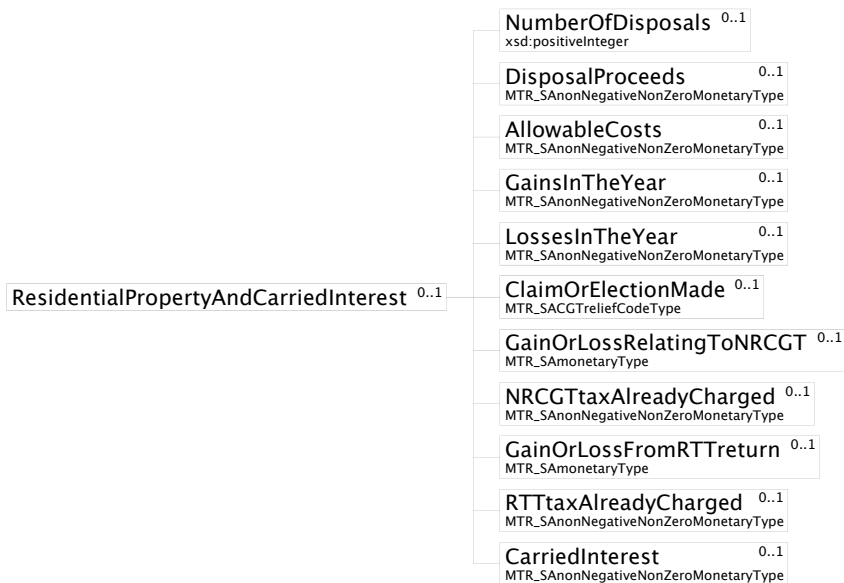 NumberOfDisposals 0..1
xsd:positiveInteger
DisposalProceeds 0..1
MTR_SAnonNegativeNonZeroMonetaryType
AllowableCosts 0..1
MTR_SAnonNegativeNonZeroMonetaryType
GainsInTheYear 0..1
MTR_SAnonNegativeNonZeroMonetaryType
LossesInTheYear 0..1
MTR_SAnonNegativeNonZeroMonetaryType
ResidentialPropertyAndCarriedInterest 0..1
ClaimOrElectionMade 0..1
MTR_SACGTreliefCodeType
GainOrLossRelatingToNRCGT 0..1
MTR_SAmonetaryType
NRCGTtaxAlreadyCharged 0..1
MTR_SAnonNegativeNonZeroMonetaryType
GainOrLossFromRTTreturn 0..1
MTR_SAmonetaryType
RTTtaxAlreadyCharged 0..1
MTR_SAnonNegativeNonZeroMonetaryType
CarriedInterest 0..1
MTR_SAnonNegativeNonZeroMonetaryType